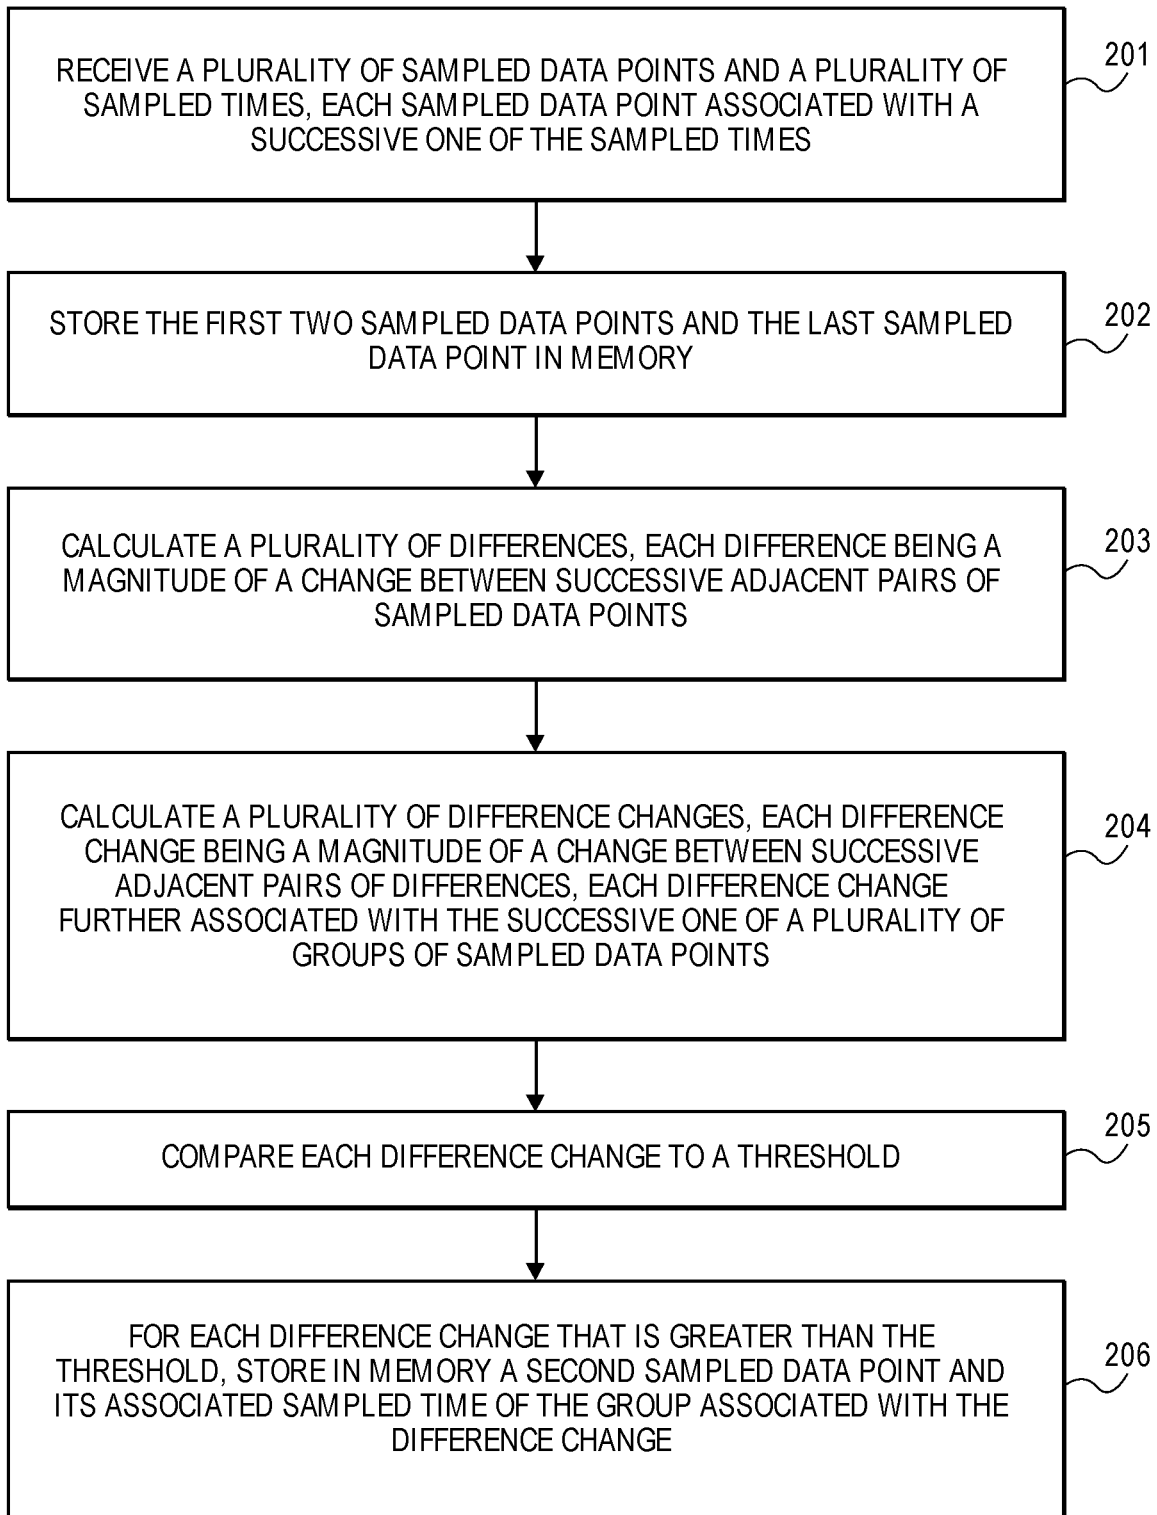 RECEIVE A PLURALITY OF SAMPLED DATA POINTS AND A PLURALITY OF
SAMPLED TIMES, EACH SAMPLED DATA POINT ASSOCIATED WITH A
SUCCESSIVE ONE OF THE SAMPLED TIMES
201
STORE THE FIRST TWO SAMPLED DATA POINTS AND THE LAST SAMPLED
DATA POINT IN MEMORY
202
CALCULATE A PLURALITY OF DIFFERENCES, EACH DIFFERENCE BEING A
MAGNITUDE OF A CHANGE BETWEEN SUCCESSIVE ADJACENT PAIRS OF
SAMPLED DATA POINTS
203
CALCULATE A PLURALITY OF DIFFERENCE CHANGES, EACH DIFFERENCE
CHANGE BEING A MAGNITUDE OF A CHANGE BETWEEN SUCCESSIVE
ADJACENT PAIRS OF DIFFERENCES, EACH DIFFERENCE CHANGE
FURTHER ASSOCIATED WITH THE SUCCESSIVE ONE OF A PLURALITY OF
GROUPS OF SAMPLED DATA POINTS
204
COMPARE EACH DIFFERENCE CHANGE TO A THRESHOLD
205
FOR EACH DIFFERENCE CHANGE THAT IS GREATER THAN THE
THRESHOLD, STORE IN MEMORY A SECOND SAMPLED DATA POINT AND
ITS ASSOCIATED SAMPLED TIME OF THE GROUP ASSOCIATED WITH THE
DIFFERENCE CHANGE
206